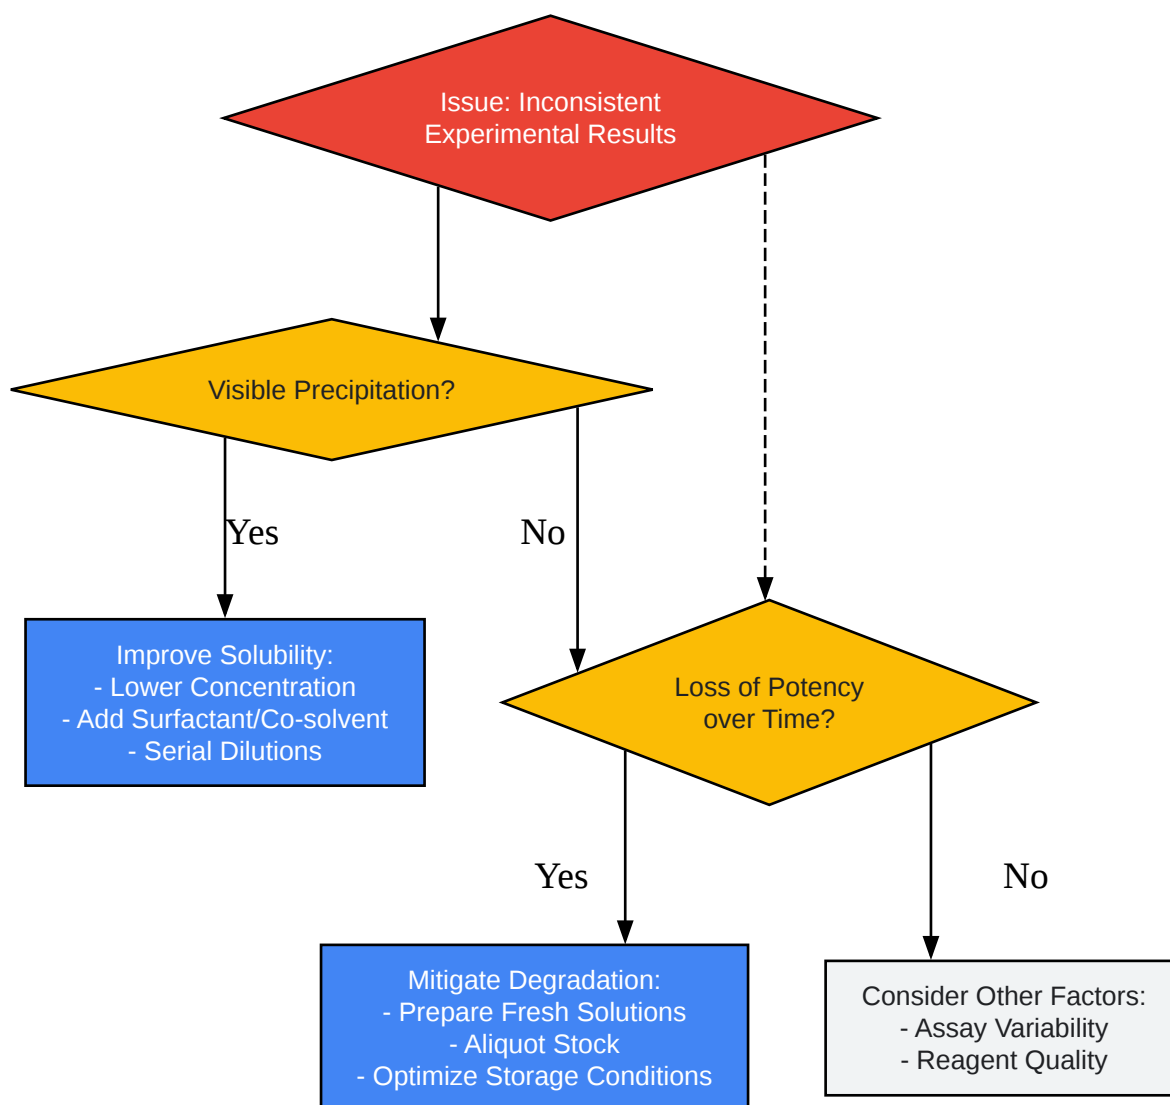 Issue: Inconsistent
Experimental Results
Visible Precipitation?
Yes
No
Improve Solubility:
- Lower Concentration
- Add Surfactant/Co-solvent
- Serial Dilutions
Loss of Potency
over Time?
Yes
No
Mitigate Degradation:
- Prepare Fresh Solutions
- Aliquot Stock
- Optimize Storage Conditions
Consider Other Factors:
- Assay Variability
- Reagent Quality